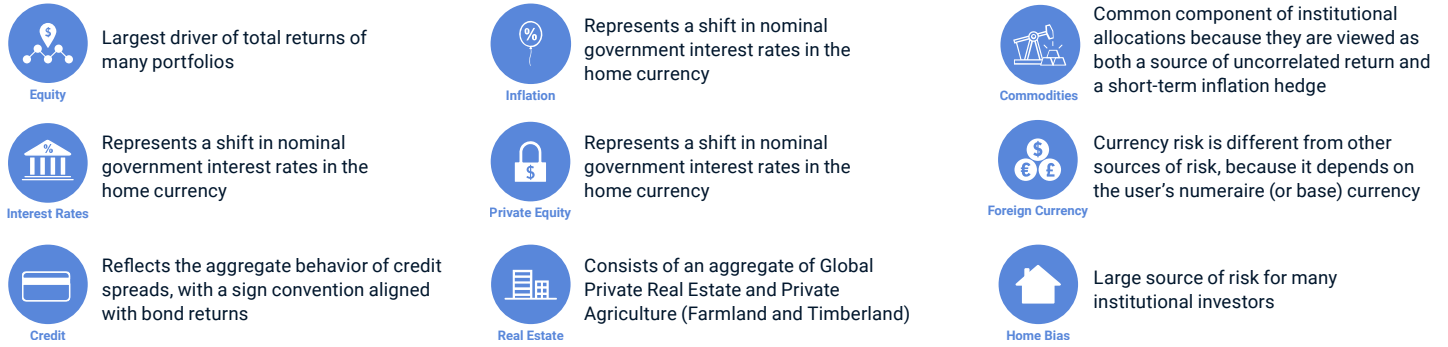 $
Equity
Largest driver of total returns of
many portfolios
%
Inflation
Represents a shift in nominal
government interest rates in the
home currency
Commodities
Common component of institutional
allocations because they are viewed as
both a source of uncorrelated return and
a short-term inflation hedge
%
Interest Rates
Represents a shift in nominal
government interest rates in the
home currency
$
Private Equity
Represents a shift in nominal
government interest rates in the
home currency
$
€ £
Foreign Currency
Currency risk is different from other
sources of risk, because it depends on
the user’s numeraire (or base) currency
Credit
Reflects the aggregate behavior of credit
spreads, with a sign convention aligned
with bond returns
Real Estate
Consists of an aggregate of Global
Private Real Estate and Private
Agriculture (Farmland and Timberland)
Home Bias
Large source of risk for many
institutional investors